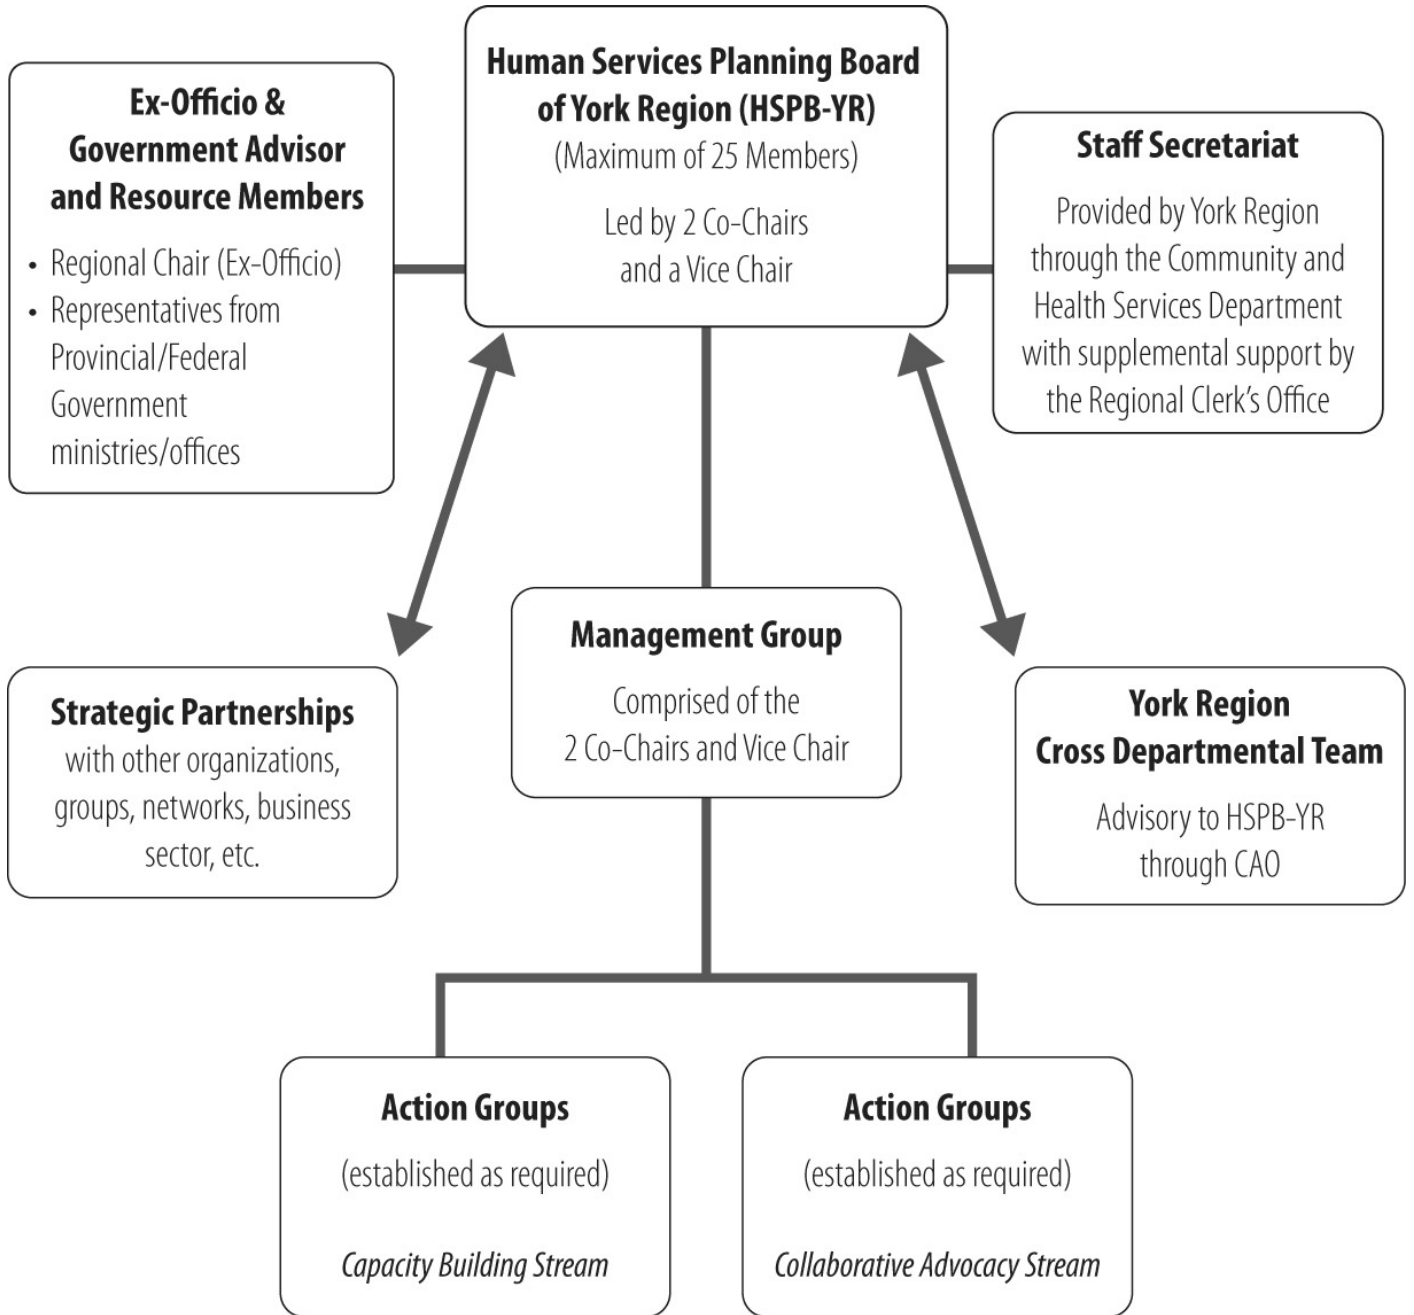 Human Services Planning Board
of York Region (HSPB-YR)
(Maximum of 25 Members)
Led by 2 Co-Chairs
and a Vice Chair
Ex-Officio &
Government Advisor
and Resource Members
• Regional Chair (Ex-Officio)
• Representatives from
Provincial/Federal
Government
ministries/offices
Staff Secretariat
Provided by York Region
through the Community and
Health Services Department
with supplemental support by
the Regional Clerk’s Office
Management Group
Comprised of the
2 Co-Chairs and Vice Chair
Strategic Partnerships
with other organizations,
groups, networks, business
sector, etc.
York Region
Cross Departmental Team
Advisory to HSPB-YR
through CAO
Action Groups
(established as required)
Capacity Building Stream
Action Groups
(established as required)
Collaborative Advocacy Stream